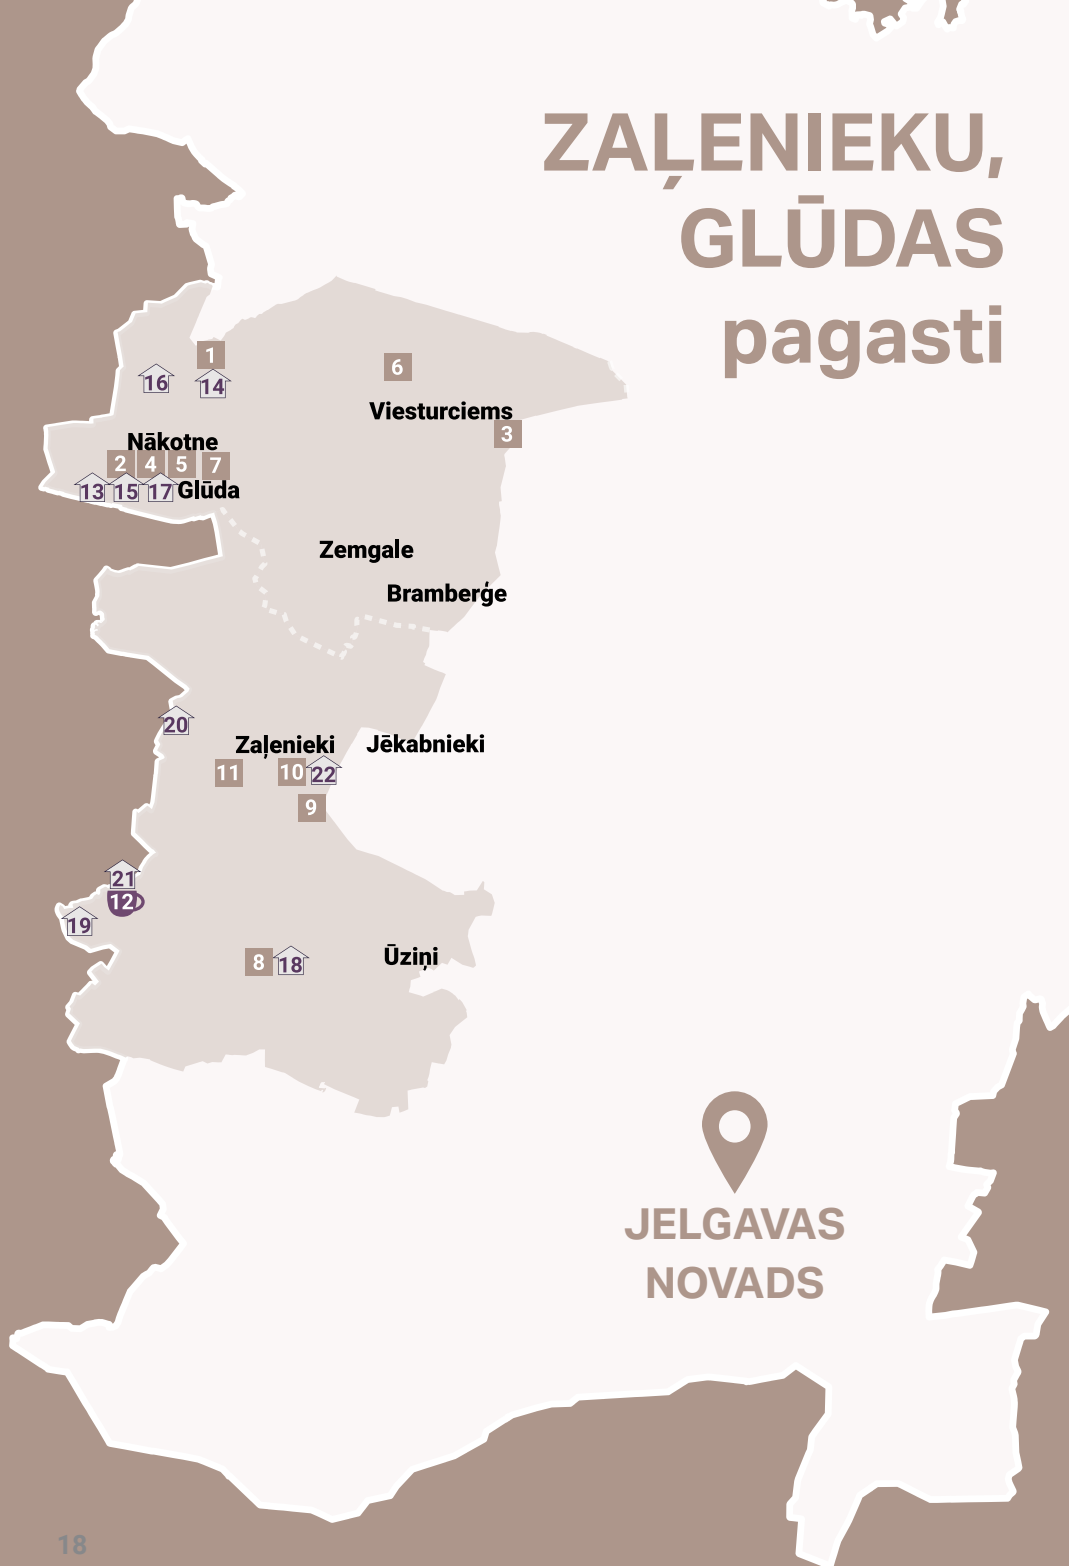 ZAĻENIEKU,
GLŪDAS
pagasti
1
6
16
14
Viesturciems
3
Nākotne
2 4 5 7
13 15 17 Glūda
Zemgale
Bramberģe
20
Zaļenieki Jēkabnieki
11 10 22
9
21
12
19
8 18 Ūziņi
JELGAVAS
NOVADS
18